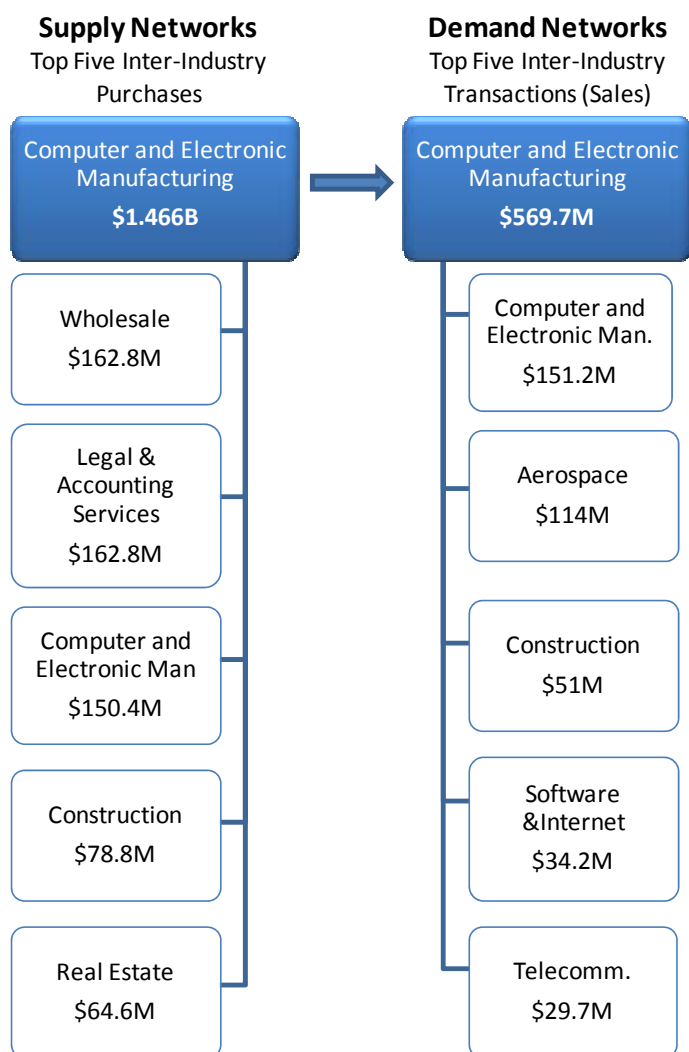 Supply Networks
Top Five Inter-Industry
Purchases
Computer and Electronic
Manufacturing
$1.466B
Wholesale
$162.8M
Legal &
Accounting
Services
$162.8M
Computer and
Electronic Man
$150.4M
Construction
$78.8M
Real Estate
$64.6M
Demand Networks
Top Five Inter-Industry
Transactions (Sales)
Computer and Electronic
Manufacturing
$569.7M
Computer and
Electronic Man.
$151.2M
Aerospace
$114M
Construction
$51M
Software
&Internet
$34.2M
Telecomm.
$29.7M